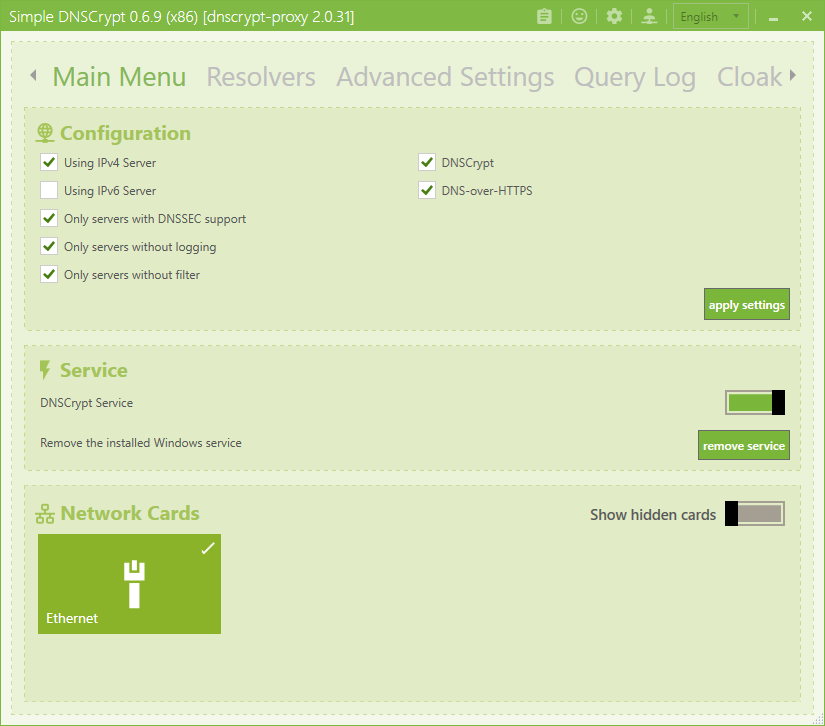 Simple DNSCrypt 0.6.9 (x86) [dnscrypt-proxy 2.0.31]
English
Main Menu Resolvers Advanced Settings Query Log Cloak
Configuration
Using IPv4 Server
DNSCrypt
Using IPv6 Server
DNS-over-HTTPS
Only servers with DNSSEC support
Only servers without logging
Only servers without filter
apply settings
Service
DNSCrypt Service
Remove the installed Windows service
remove service
Network Cards
Show hidden cards
Ethernet